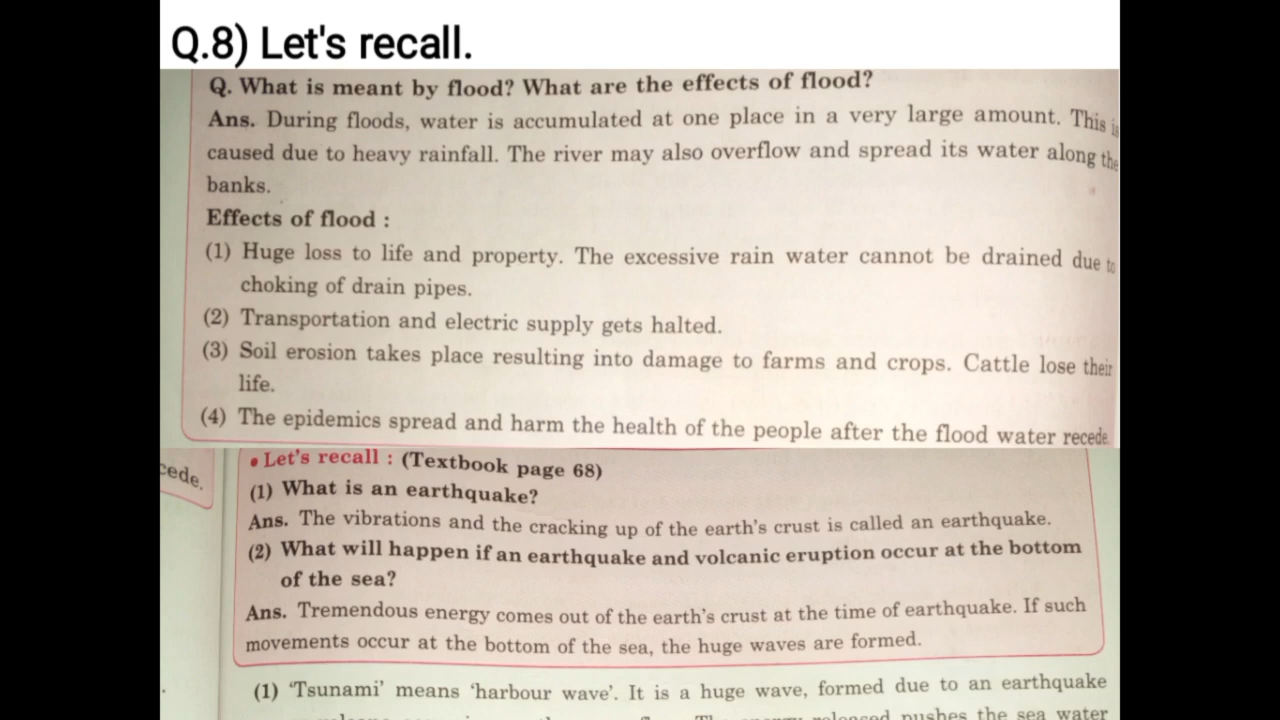 Q.8) Let's recall.
Q. What is meant by flood? What are the effects of flood?
Ans. During floods, water is accumulated at one place in a very large amount. This is
caused due to heavy rainfall. The river may also overflow and spread its water along the
banks.
Effects of flood :
(1) Huge loss to life and property. The excessive rain water cannot be drained due to
choking of drain pipes.
(2) Transportation and electric supply gets halted.
(3) Soil erosion takes place resulting into damage to farms and crops. Cattle lose their
life.
(4) The epidemics spread and harm the health of the people after the flood water recede.
cede.
• Let's recall : (Textbook page 68)
(1) What is an earthquake?
Ans. The vibrations and the cracking up of the earth's crust is called an earthquake.
(2) What will happen if an earthquake and volcanic eruption occur at the bottom
of the sea?
Ans. Tremendous energy comes out of the earth's crust at the time of earthquake. If such
movements occur at the bottom of the sea, the huge waves are formed.
(1) 'Tsunami' means 'harbour wave'. It is a huge wave, formed due to an earthquake
pushes the sea water